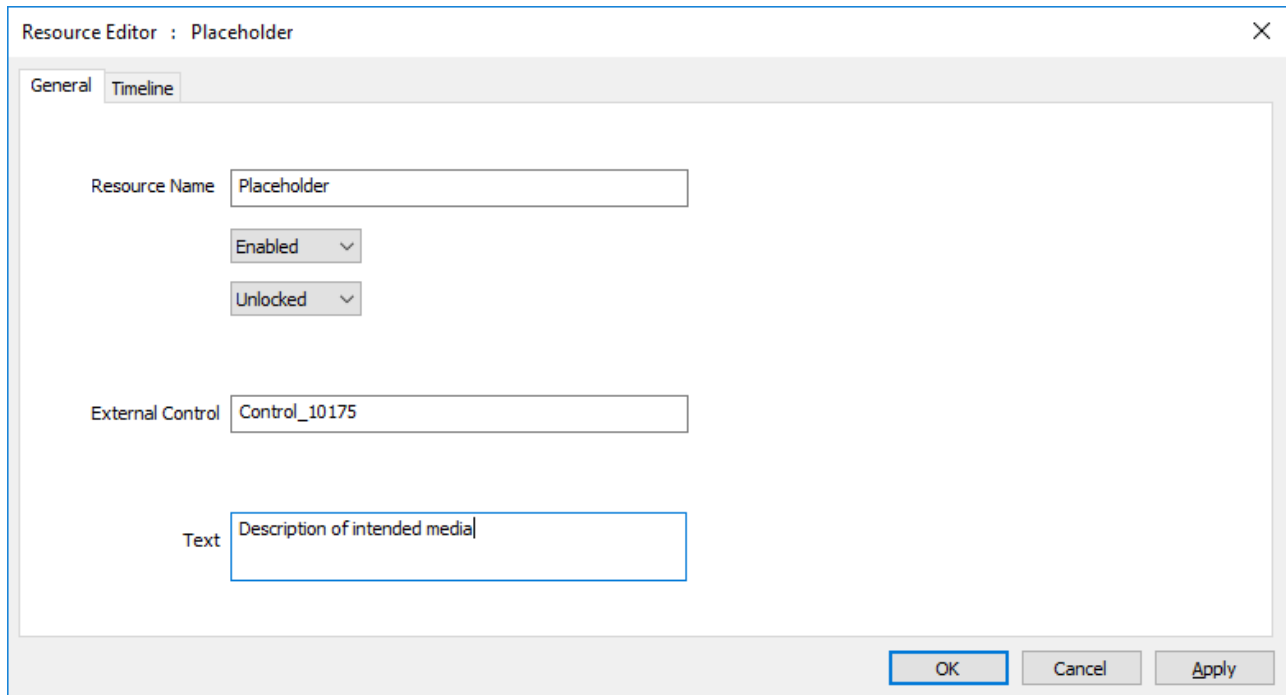 Resource Editor : Placeholder
General Timeline
Resource Name Placeholder
Enabled
Unlocked
External Control Control_10175
Text Description of intended media
OK Cancel Apply